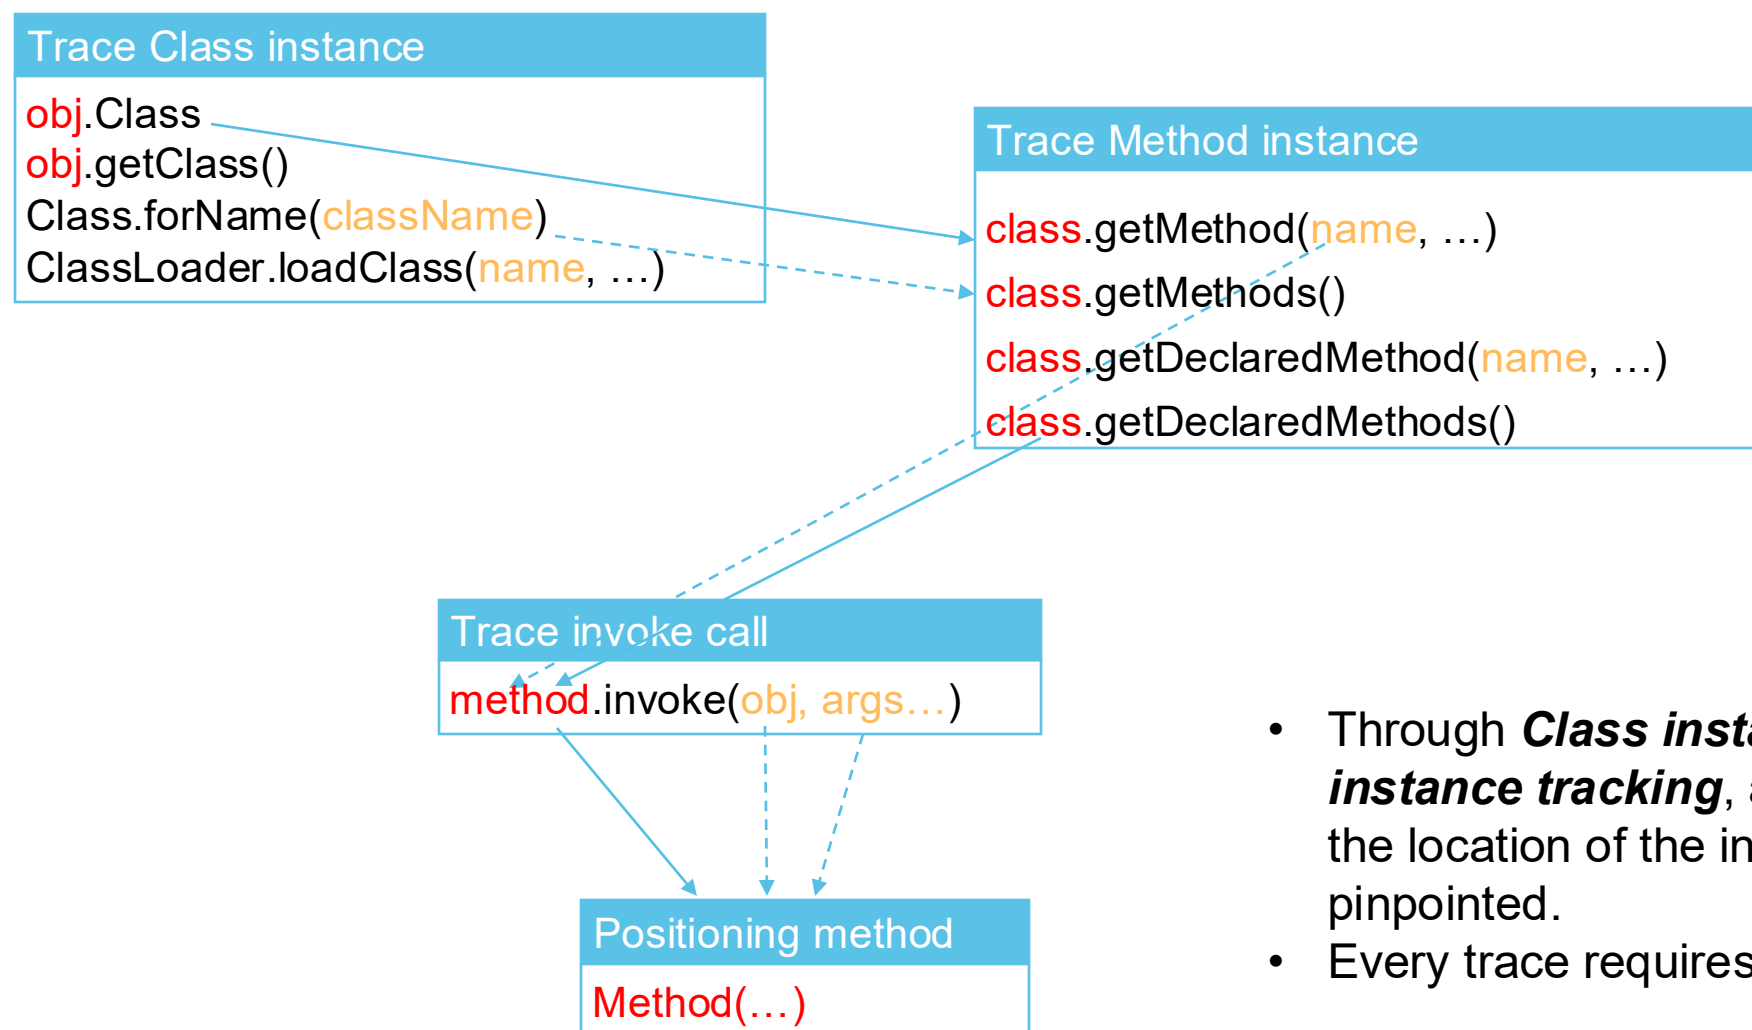 Trace Class instance
obj.Class
obj.getClass()
Class.forName(className)
ClassLoader.loadClass(name, …)
Trace Method instance
class.getMethod(name, …)
class.getMethods()
class.getDeclaredMethod(name, …)
class.getDeclaredMethods()
Trace invoke call
method.invoke(obj, args…)
Positioning method
Method(…)
• Through Class
instance tracking,
the location of the
pinpointed.
• Every trace requires